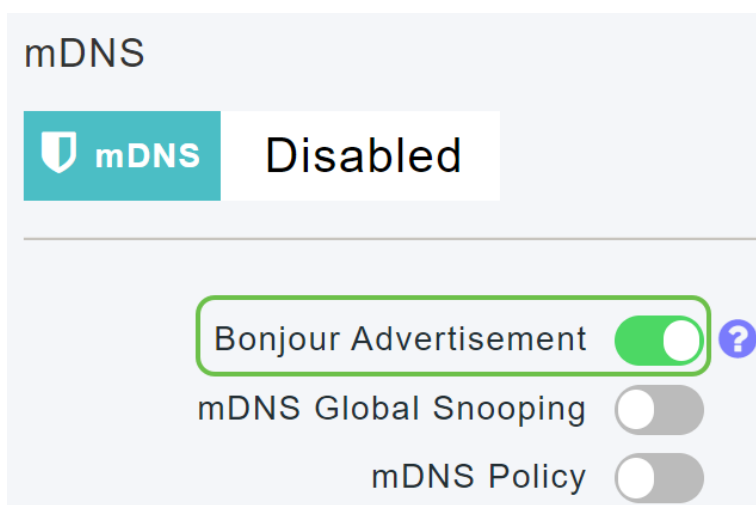 mDNS
mDNS Disabled
Bonjour Advertisement ?
mDNS Global Snooping
mDNS Policy